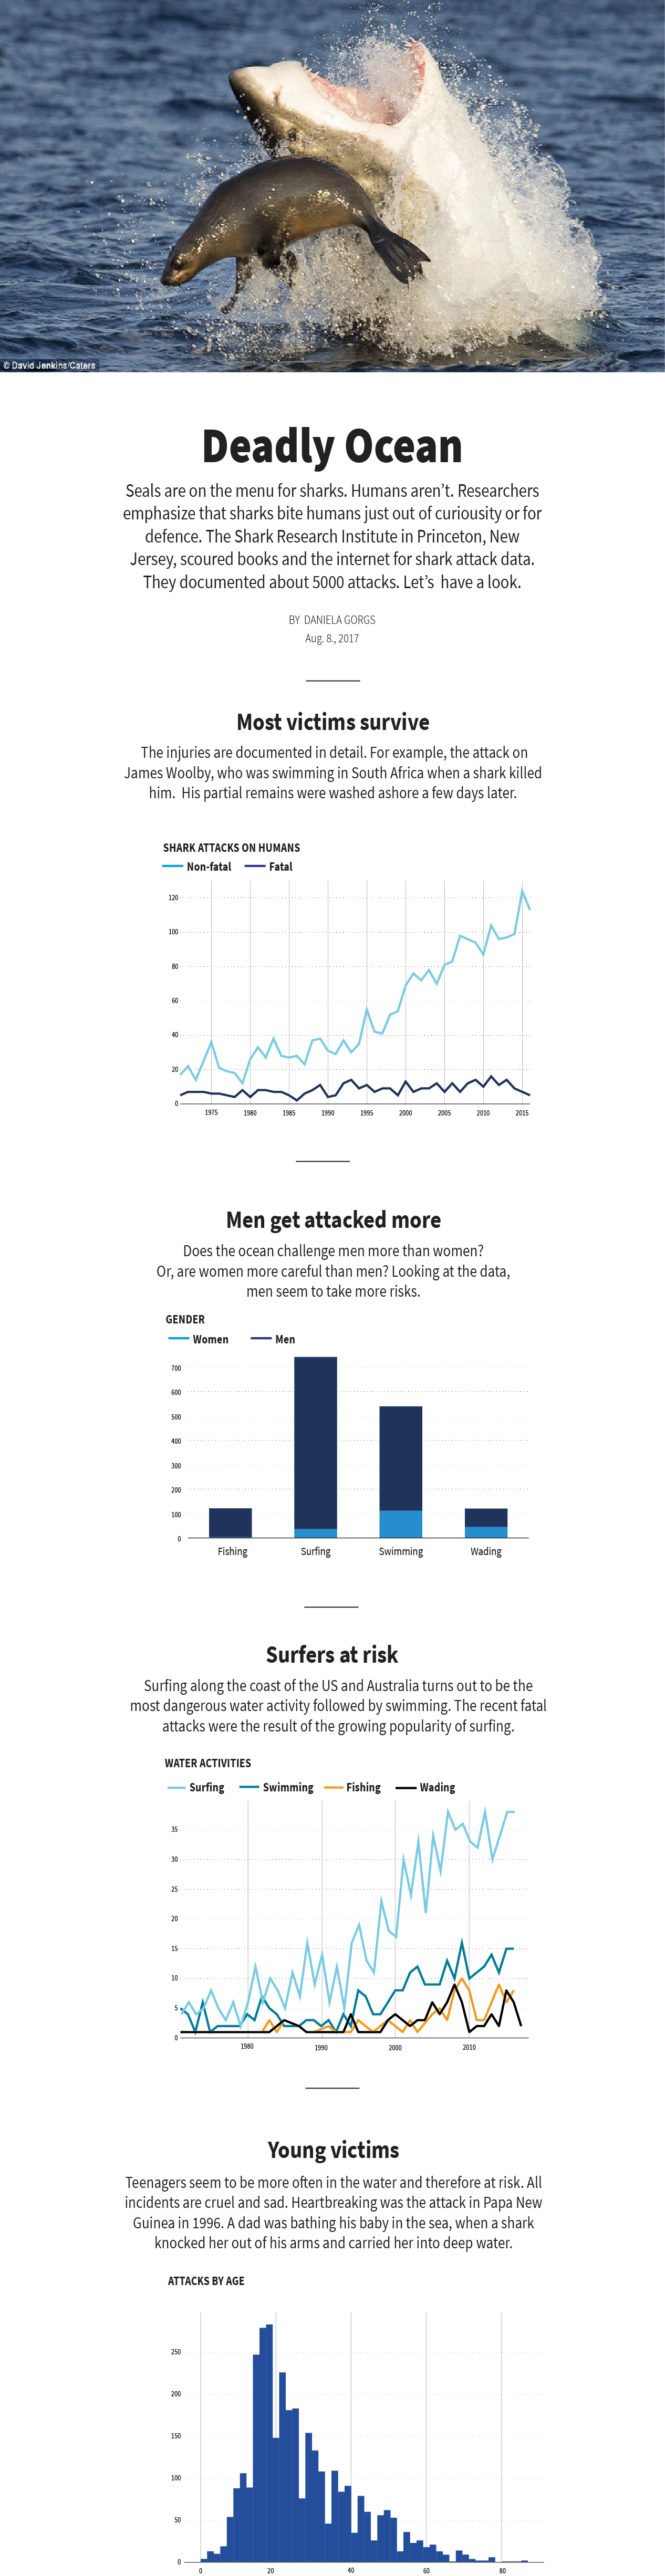 © David Jenkins/Caters
Deadly Ocean
Seals are on the menu for sharks. Humans aren’t. Researchers
emphasize that sharks bite humans just out of curiousity or for
defence. The Shark Research Institute in Princeton, New
Jersey, scoured books and the internet for shark attack data.
They documented about 5000 attacks. Let’s have a look.
BY DANIELA GORGS
Aug. 8., 2017
Most victims survive
The injuries are documented in detail. For example, the attack on
James Woolby, who was swimming in South Africa when a shark killed
him. His partial remains were washed ashore a few days later.
SHARK ATTACKS ON HUMANS
Non-fatal Fatal
120
100
80
60
40
20
0
1975 1980 1985 1990 1995 2000 2005 2010 2015
Men get attacked more
Does the ocean challenge men more than women?
Or, are women more careful than men? Looking at the data,
men seem to take more risks.
GENDER
Women Men
700
600
500
400
300
200
100
0
Fishing Surfing Swimming Wading
Surfers at risk
Surfing along the coast of the US and Australia turns out to be the
most dangerous water activity followed by swimming. The recent fatal
attacks were the result of the growing popularity of surfing.
WATER ACTIVITIES
Surfing Swimming Fishing Wading
35
30
25
20
15
10
5
0
1980 1990 2000 2010
Young victims
Teenagers seem to be more often in the water and therefore at risk. All
incidents are cruel and sad. Heartbreaking was the attack in Papa New
Guinea in 1996. A dad was bathing his baby in the sea, when a shark
knocked her out of his arms and carried her into deep water.
ATTACKS BY AGE
250
200
150
100
50
0
0 20 40 60 80